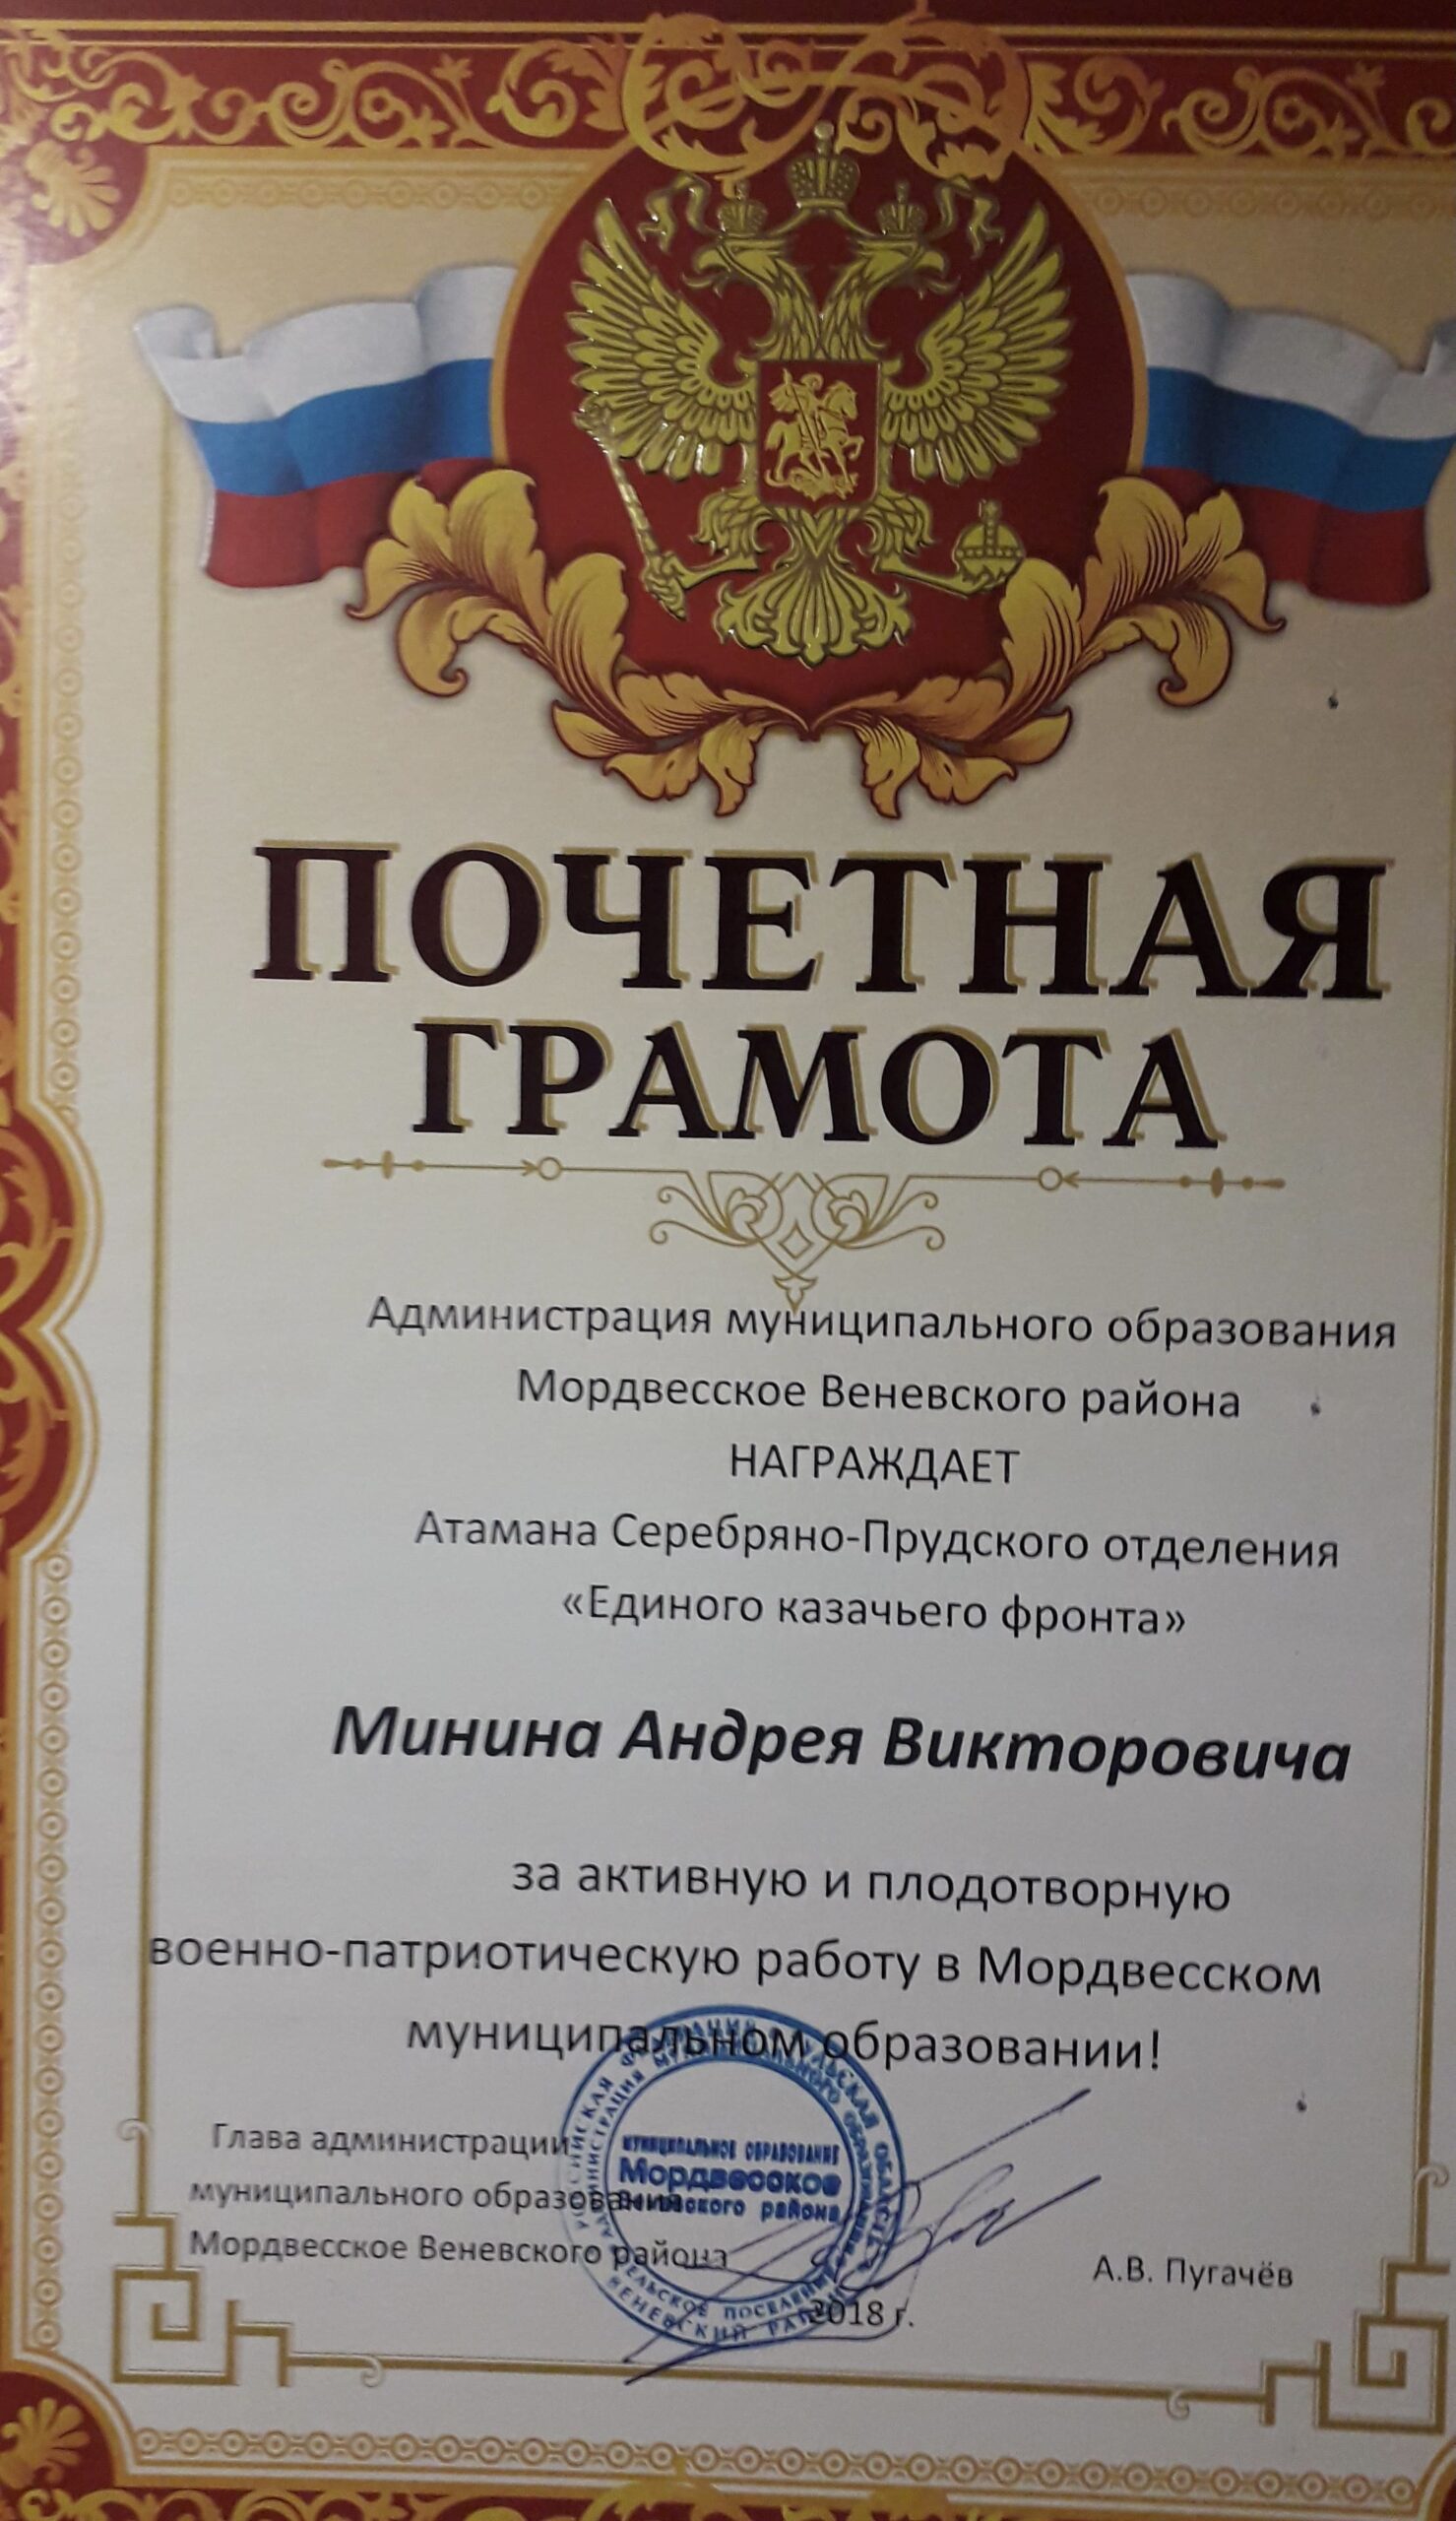 ПОЧЕТНАЯ
ГРАМОТА
Администрация муниципального образования
Мордвесское Веневского района
НАГРАЖДАЕТ
Атамана Серебряно-Прудского отделения
«Единого казачьего фронта»
Минина Андрея Викторовича
за активную и плодотворную
военно-патриотическую работу в Мордвесском
муниципальном образовании!
Глава администрации
муниципального образования
Мордвесское Веневского района
А.В. Пугачёв
2018 г.
МУНИЦИПАЛЬНОЕ ОБРАЗОВАНИЕ
Мордвесское
района